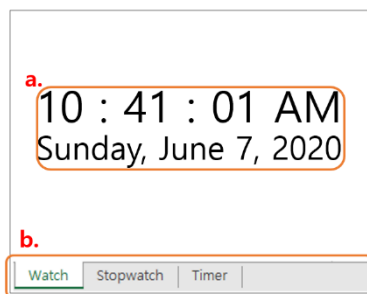 a.
10 : 41 : 01 AM
Sunday, June 7, 2020
b.
Watch Stopwatch Timer